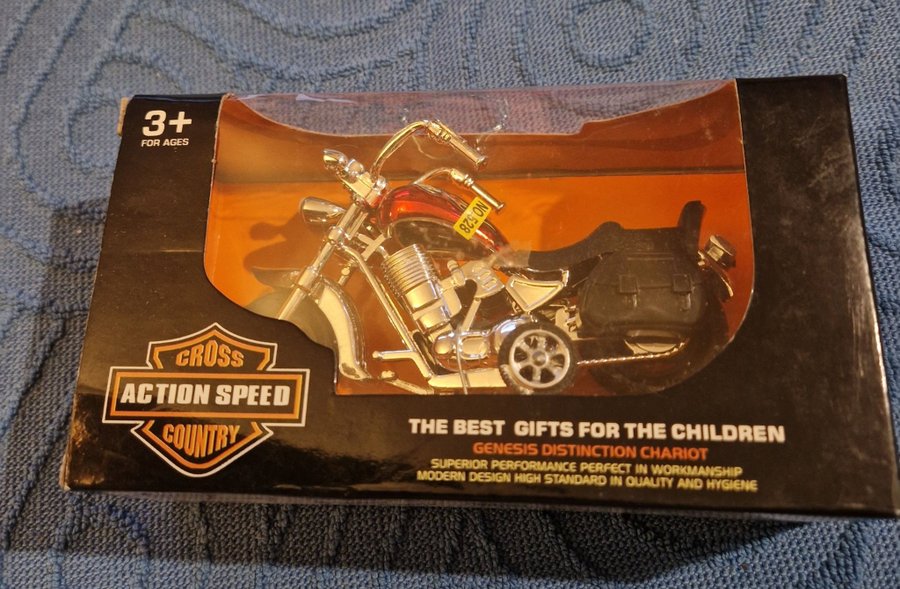 3+
FOR AGES
NO.528
CROSS
ACTION SPEED
COUNTRY
THE BEST GIFTS FOR THE CHILDREN
GENESIS DISTINCTION CHARIOT
SUPERIOR PERFORMANCE PERFECT IN WORKMANSHIP
MODERN DESIGN HIGH STANDARD IN QUALITY AND HYGIENE